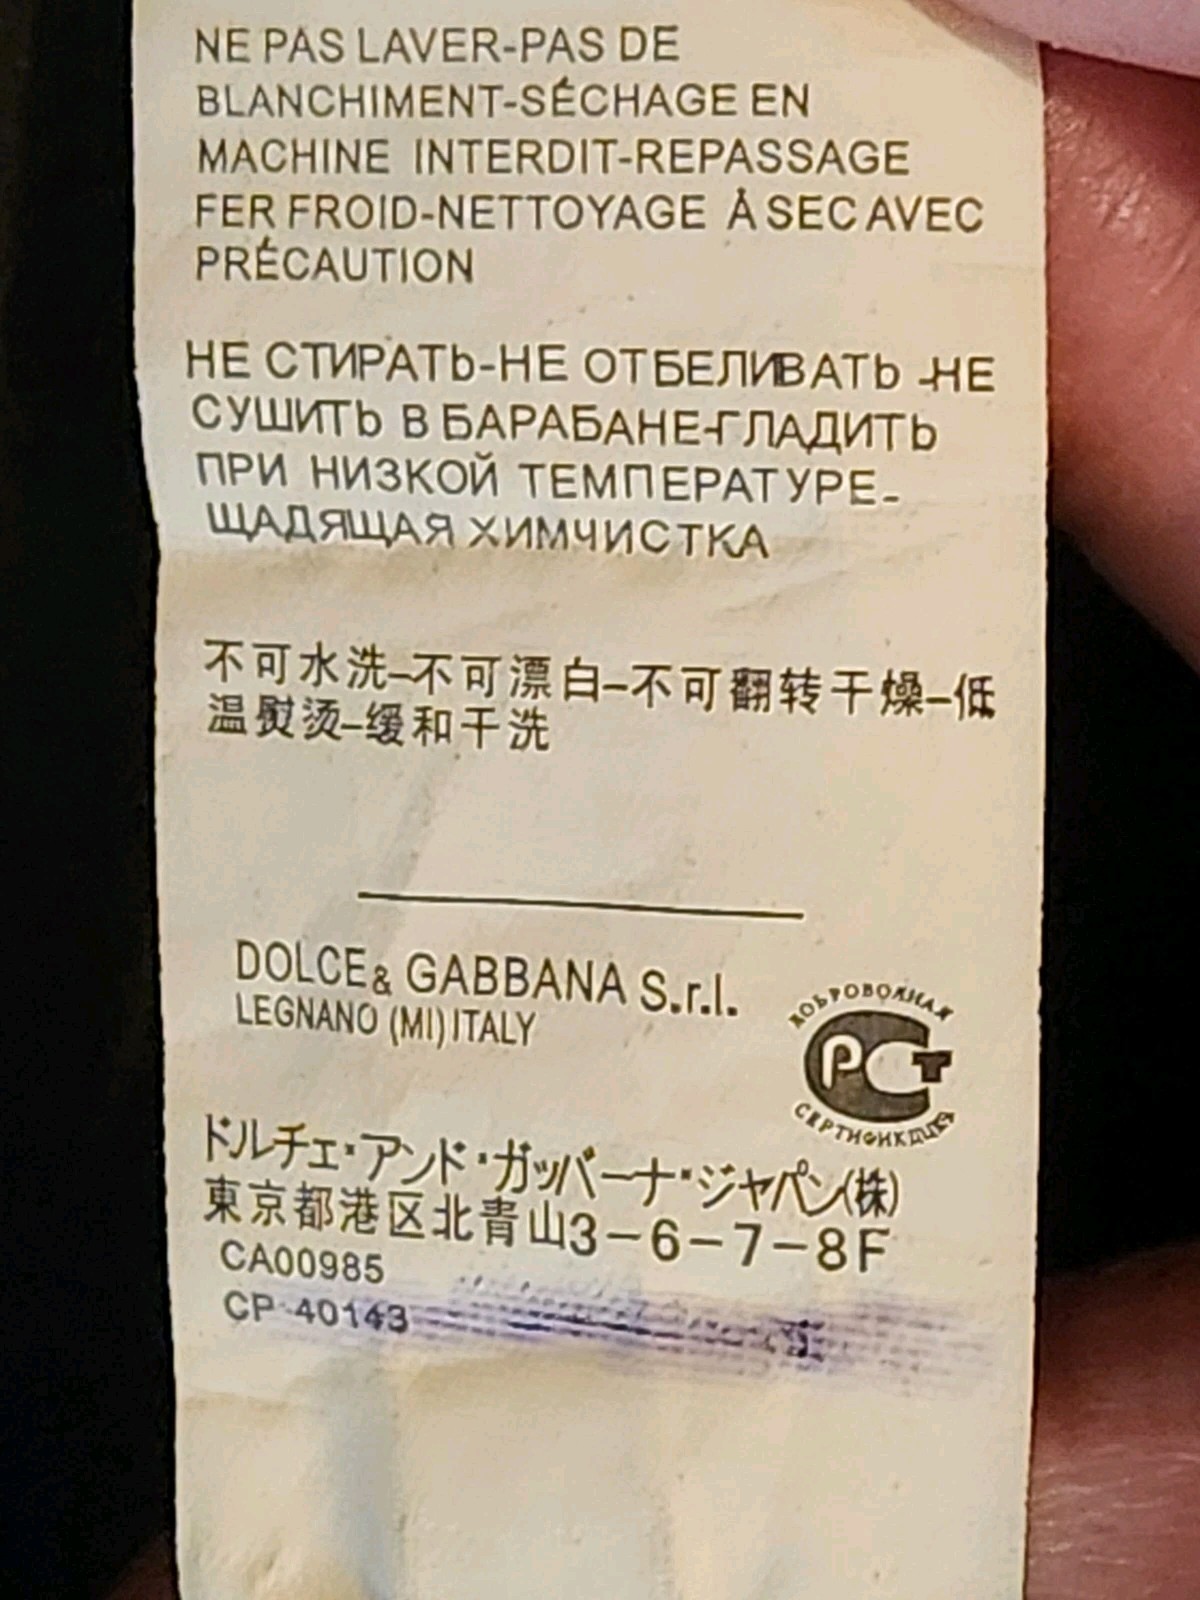 NE PAS LAVER-PAS DE
BLANCHIMENT-SÉCHAGE EN
MACHINE INTERDIT-REPASSAGE
FER FROID-NETTOYAGE À SEC AVEC
PRÉCAUTION
НЕ СТИРАТЬ-НЕ ОТБЕЛИВАТЬ-НЕ
СУШИТЬ В БАРАБАНЕ-ГЛАДИТЬ
ПРИ НИЗКОЙ ТЕМПЕРАТУРЕ-
ЩАДЯЩАЯ ХИМЧИСТКА
不可水洗-不可漂白-不可翻转干燥-低
温熨烫-缓和干洗
DOLCE & GABBANA S.r.l.
LEGNANO (MI) ITALY
ДОБРОВОЛЬНАЯ
РСТ
СЕРТИФИКАЦИЯ
ドルチェ・アンド・ガッバーナ・ジャパン(株)
東京都港区北青山3-6-7-8F
CA00985
CP 40143